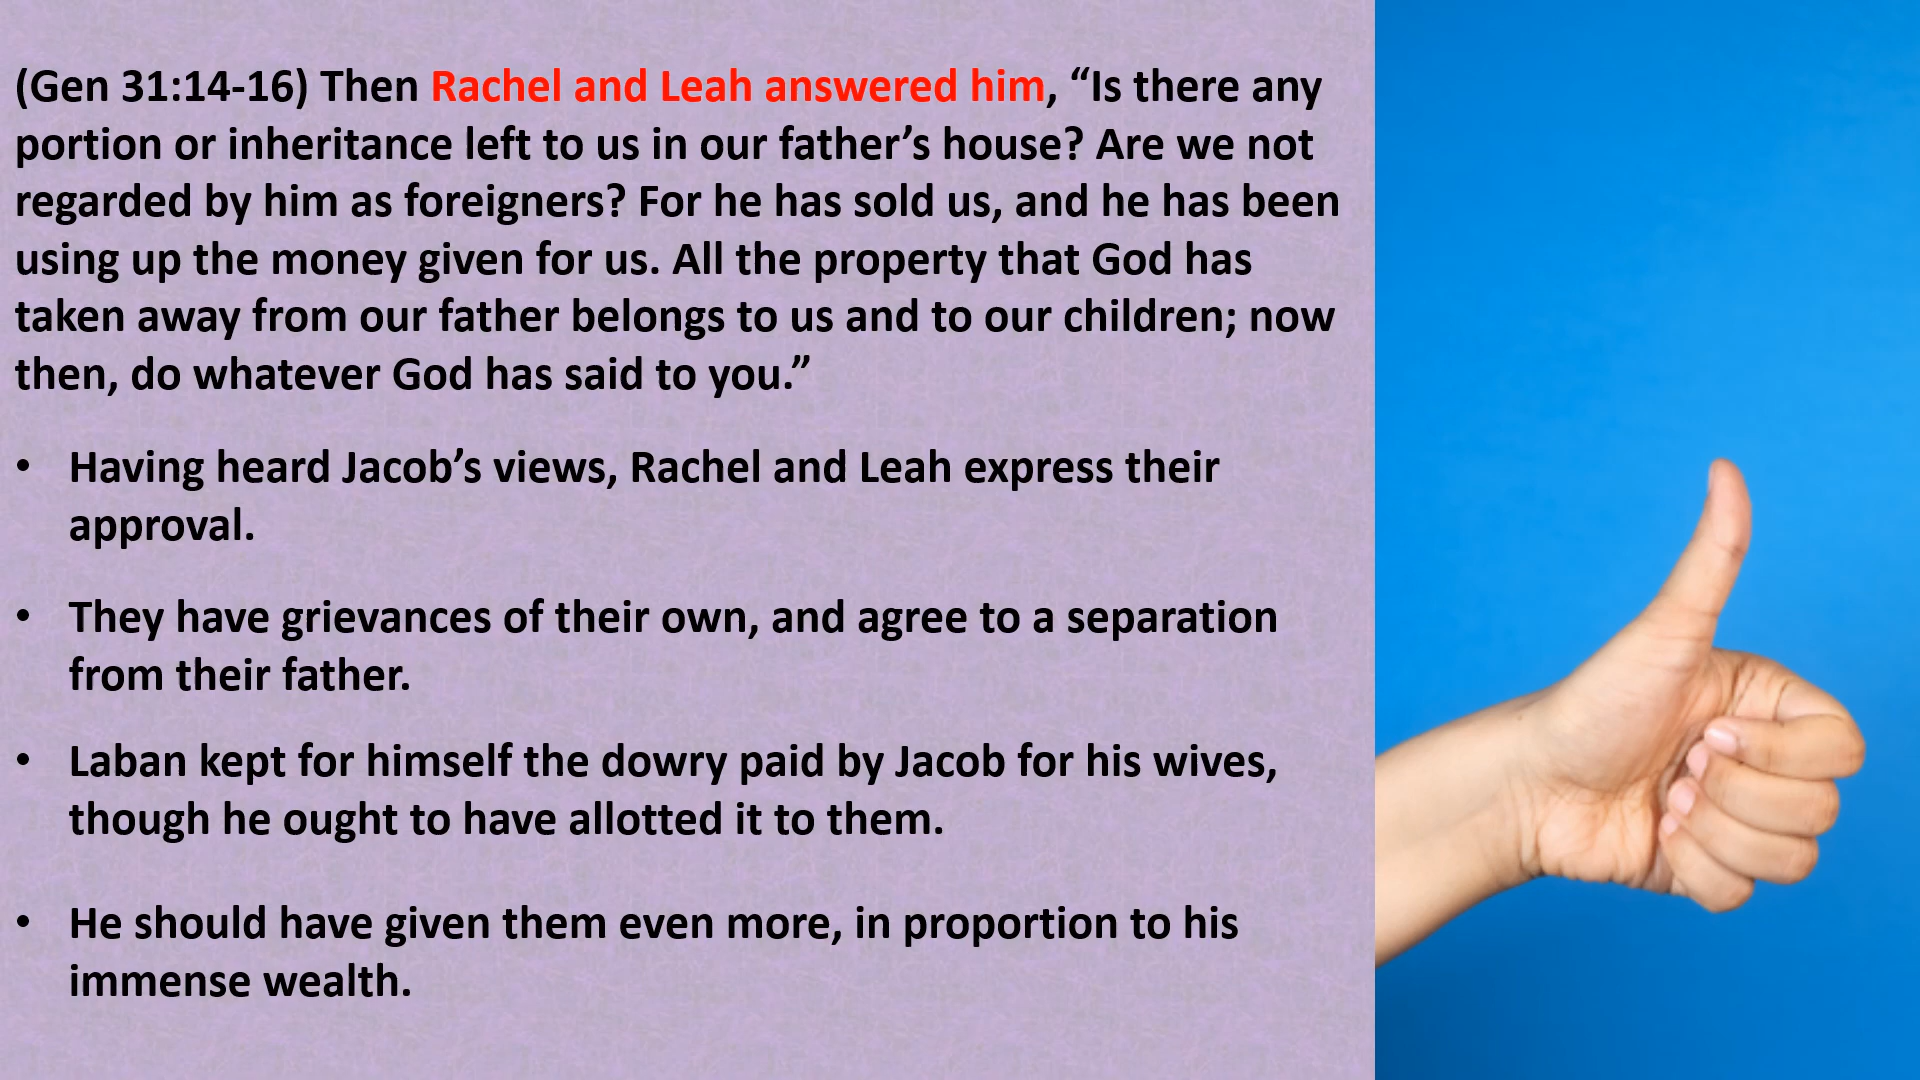 (Gen 31:14-16) Then Rachel and Leah answered him, “Is there any
portion or inheritance left to us in our father’s house? Are we not
regarded by him as foreigners? For he has sold us, and he has been
using up the money given for us. All the property that God has
taken away from our father belongs to us and to our children; now
then, do whatever God has said to you.”
• Having heard Jacob’s views, Rachel and Leah express their
approval.
• They have grievances of their own, and agree to a separation
from their father.
• Laban kept for himself the dowry paid by Jacob for his wives,
though he ought to have allotted it to them.
• He should have given them even more, in proportion to his
immense wealth.